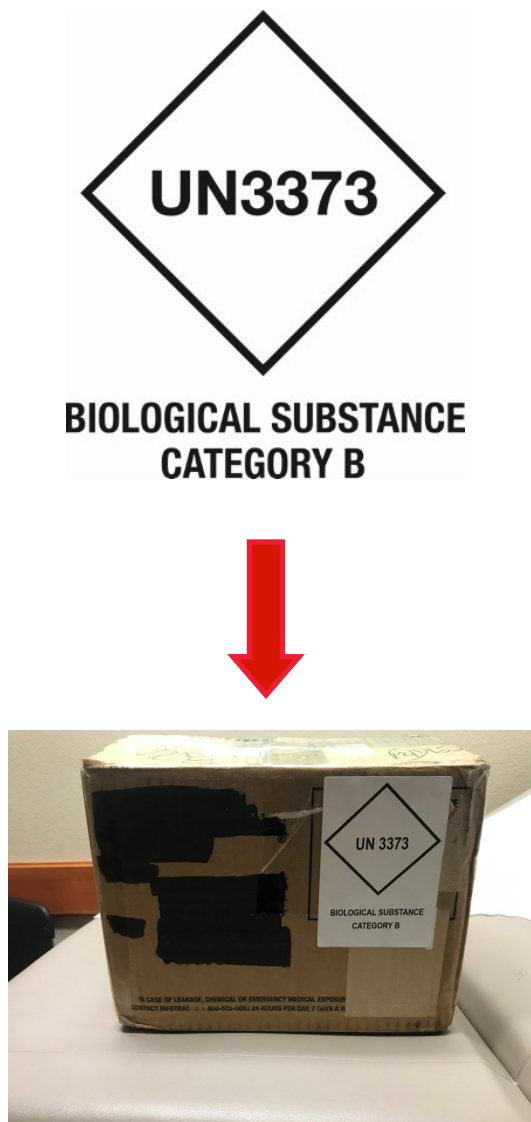 UN3373
BIOLOGICAL SUBSTANCE
CATEGORY B
UN 3373
BIOLOGICAL SUBSTANCE
CATEGORY B
IN CASE OF LEAKAGE, CHEMICAL OR EMERGENCY MEDICAL EXPOSUR
CONTACT INFOTRAC 24 HOURS PER DAY, 7 DAYS A W